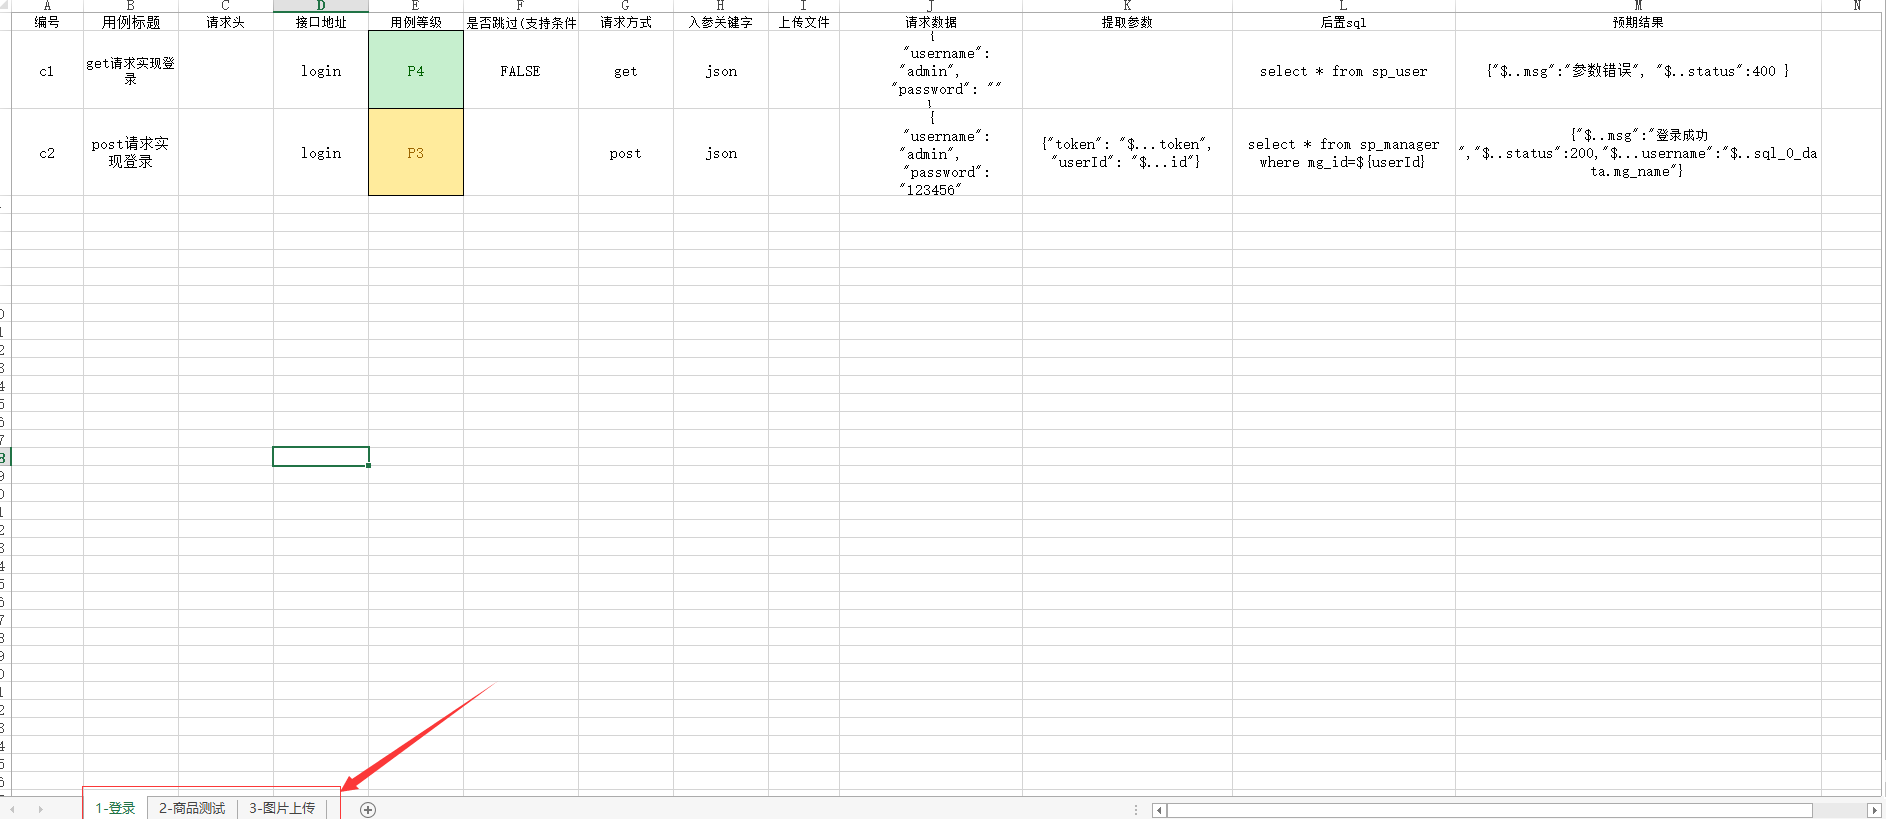 A B C D E F G H I J K L M N
编号 用例标题 请求头 接口地址 用例等级 是否跳过(支持条件 请求方式 入参关键字 上传文件 请求数据 提取参数 后置sql 预期结果
c1
get请求实现登
录
login
P4
FALSE
get
json
{
"username":
"admin",
"password": ""
}
select * from sp_user
{"$..msg":"参数错误", "$..status":400 }
c2
post请求实
现登录
login
P3
post
json
{
"username":
"admin",
"password":
"123456"
{"token": "$...token",
"userId": "$...id"}
select * from sp_manager
where mg_id=${userId}
{"$..msg":"登录成功
","$..status":200,"$...username":"$..sql_0_da
ta.mg_name"}
1-登录 2-商品测试 3-图片上传